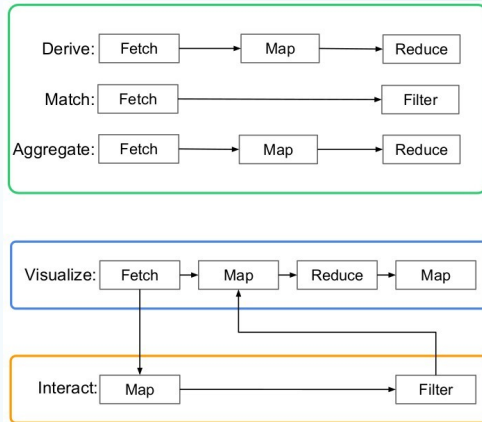 Derive: Fetch Map Reduce
Match: Fetch Filter
Aggregate: Fetch Map Reduce
Visualize: Fetch Map Reduce Map
Interact: Map Filter